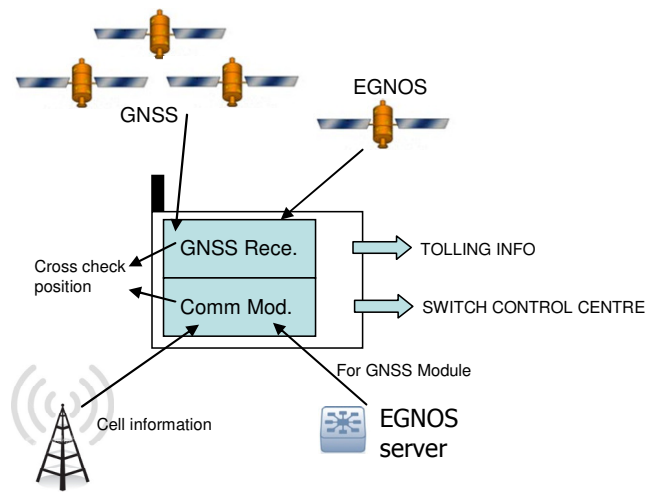 EGNOS
GNSS
GNSS Rece.
TOLLING INFO
Cross check
position
Comm Mod.
SWITCH CONTROL CENTRE
For GNSS Module
Cell information
EGNOS
server